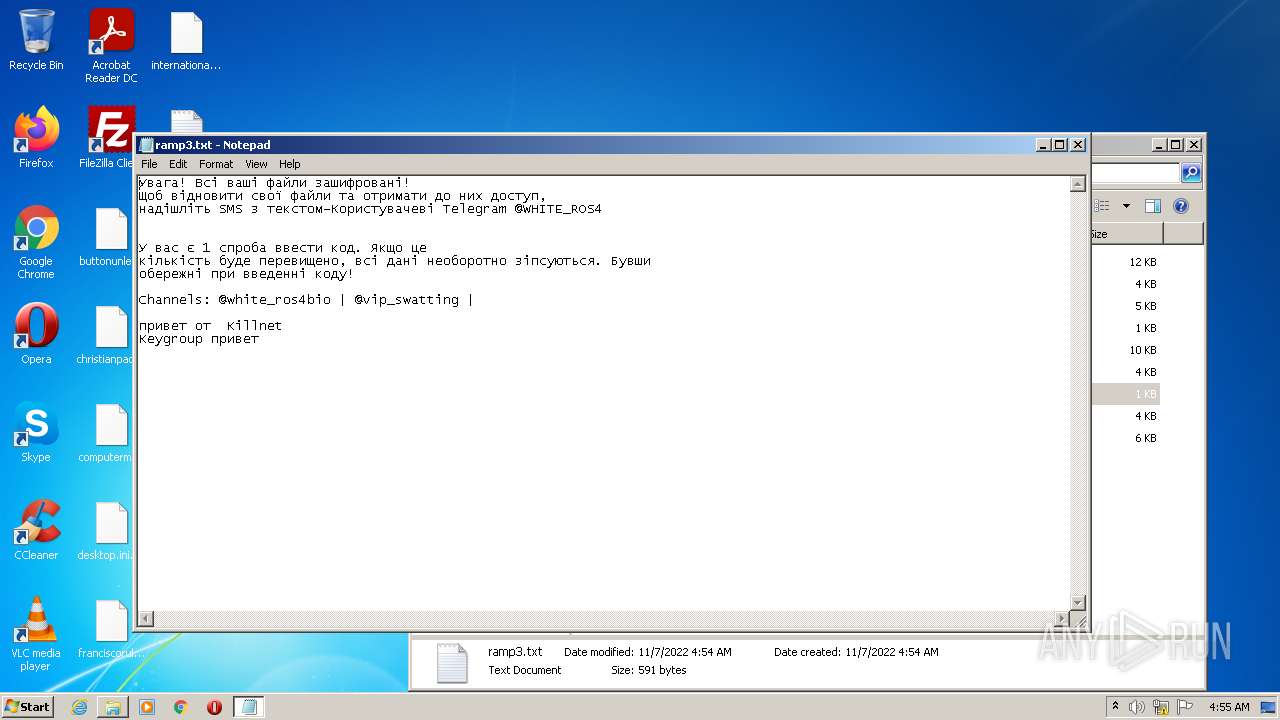 Recycle Bin
Acrobat
Reader DC
internationa...
Firefox
FileZilla Clie
Google
Chrome
buttonunle
Opera
christianpad
Skype
computerm
CCleaner
desktop.ini.
VLC media
player
franciscorul...
ramp3.txt - Notepad
File Edit Format View Help
Увага! Всі ваші файли зашифровані!
Щоб відновити свої файли та отримати до них доступ,
надішліть SMS з текстом-Користувачеві Telegram @WHITE_ROS4
У вас є 1 спроба ввести код. Якщо це
кількість буде перевищено, всі дані необоротно зіпсуються. Бувши
обережні при введенні коду!
Channels: @white_ros4bio | @vip_swatting |
привет от Killnet
Keygroup привет
Size
12 KB
4 KB
5 KB
1 KB
10 KB
4 KB
1 KB
4 KB
6 KB
ramp3.txt Date modified: 11/7/2022 4:54 AM Date created: 11/7/2022 4:54 AM
Text Document Size: 591 bytes
ANY RUN
Start
4:55 AM